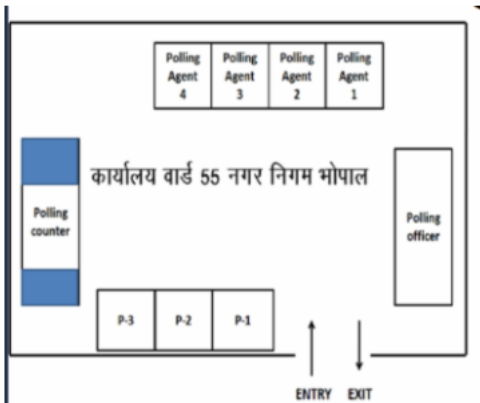 Polling Agent 4
Polling Agent 3
Polling Agent 2
Polling Agent 1
कार्यालय वार्ड 55 नगर निगम भोपाल
Polling counter
Polling officer
P-3
P-2
P-1
ENTRY
EXIT